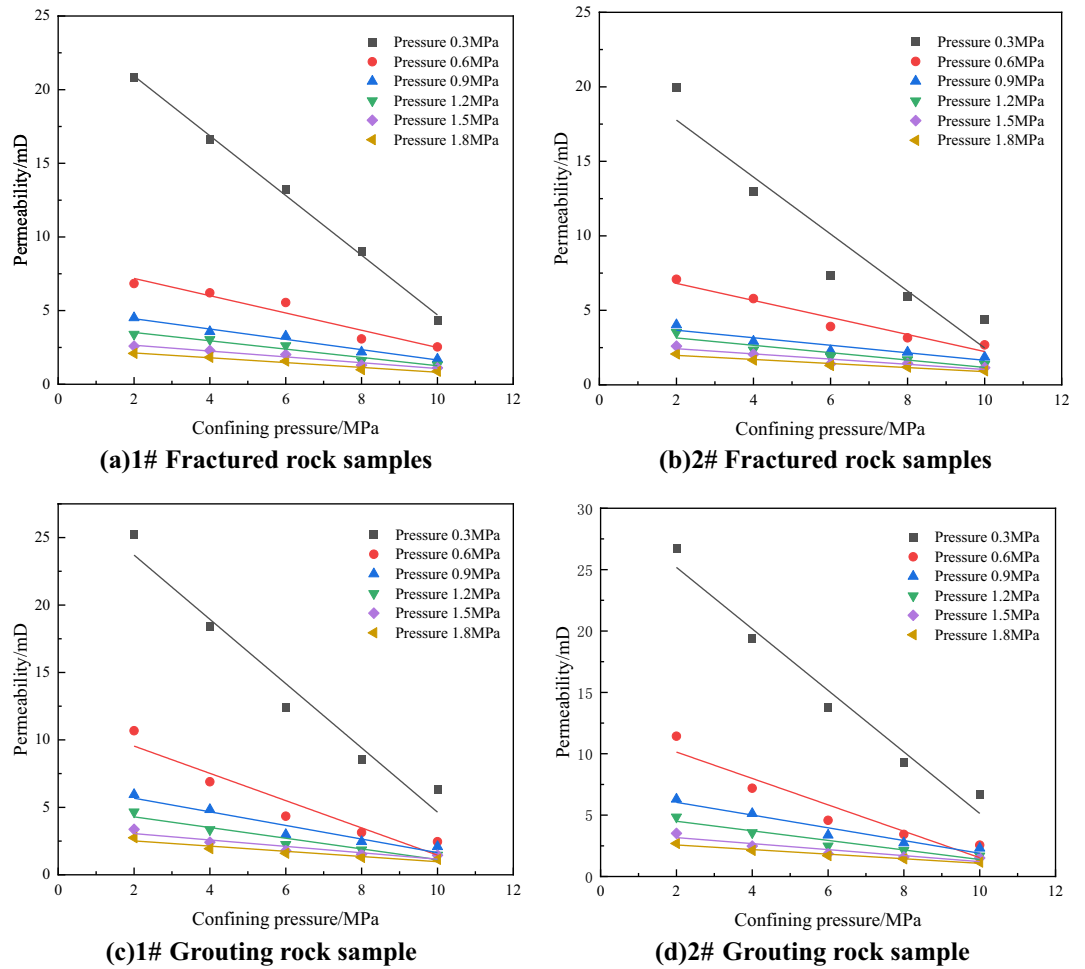 25
20
15
10
5
0
Permeability/mD
Pressure 0.3MPa
Pressure 0.6MPa
Pressure 0.9MPa
Pressure 1.2MPa
Pressure 1.5MPa
Pressure 1.8MPa
0 2 4 6 8 10 12
Confining pressure/MPa
(a)1# Fractured rock samples
25
20
15
10
5
0
Permeability/mD
Pressure 0.3MPa
Pressure 0.6MPa
Pressure 0.9MPa
Pressure 1.2MPa
Pressure 1.5MPa
Pressure 1.8MPa
0 2 4 6 8 10 12
Confining pressure/MPa
(b)2# Fractured rock samples
25
20
15
10
5
0
Permeability/mD
Pressure 0.3MPa
Pressure 0.6MPa
Pressure 0.9MPa
Pressure 1.2MPa
Pressure 1.5MPa
Pressure 1.8MPa
0 2 4 6 8 10 12
Confining pressure/MPa
(c)1# Grouting rock sample
30
25
20
15
10
5
0
Permeability/mD
Pressure 0.3MPa
Pressure 0.6MPa
Pressure 0.9MPa
Pressure 1.2MPa
Pressure 1.5MPa
Pressure 1.8MPa
0 2 4 6 8 10 12
Confining pressure/MPa
(d)2# Grouting rock sample